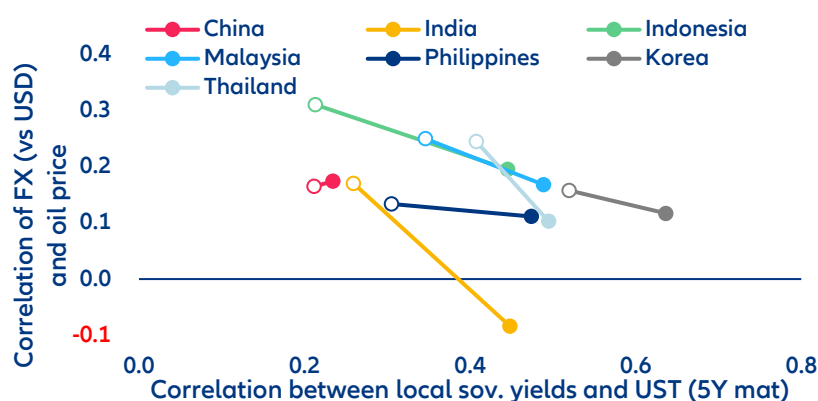 China India Indonesia
Malaysia Philippines Korea
Thailand
Correlation of FX (vs USD)
and oil price
0.4
0.3
0.2
0.1
0.0
-0.1
0.0 0.2 0.4 0.6 0.8
Correlation between local sov. yields and UST (5Y mat)